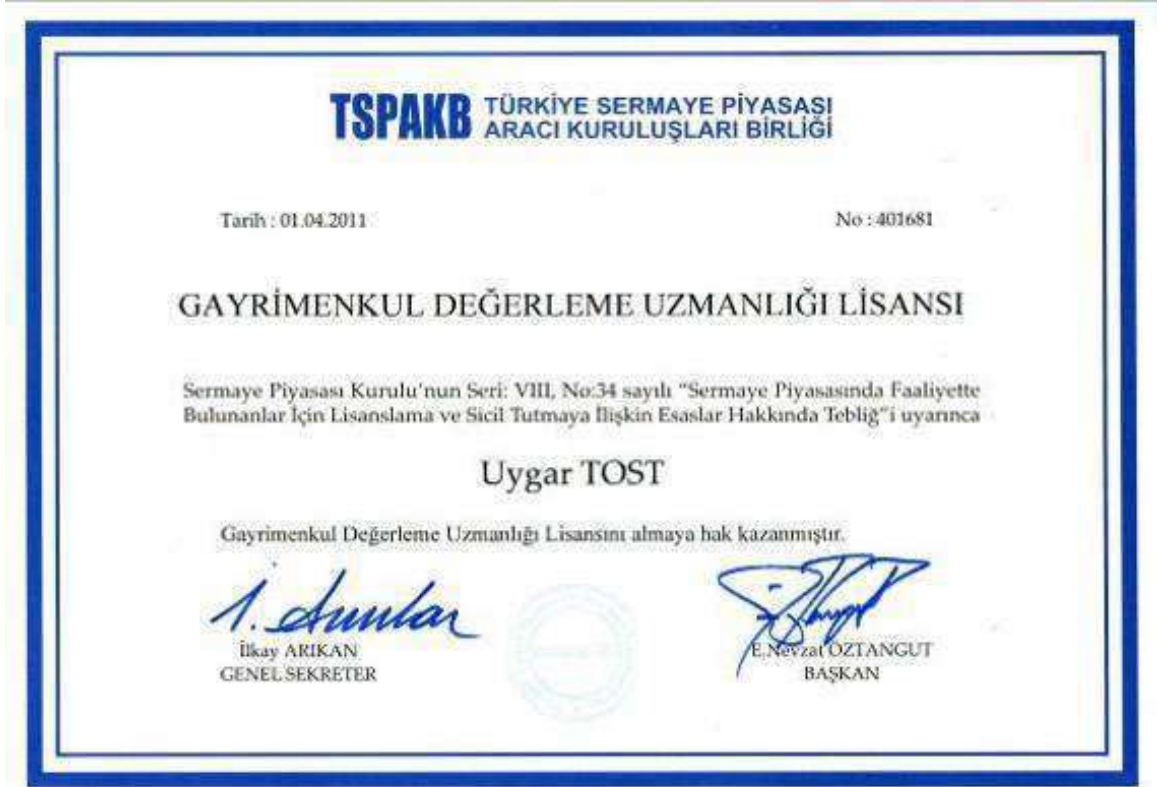 TSPAKB TÜRKİYE SERMAYE PİYASASI
ARACI KURULUŞLARI BİRLİĞİ
Tarih : 01.04.2011 No : 401681
GAYRİMENKUL DEĞERLEME UZMANLIĞI LİSANSI
Sermaye Piyasası Kurulu'nun Seri: VIII, No:34 sayılı "Sermaye Piyasasında Faaliyette
Bulunanlar İçin Lisanslama ve Sicil Tutmaya İlişkin Esaslar Hakkında Tebliğ"i uyarınca
Uygar TOST
Gayrimenkul Değerleme Uzmanlığı Lisansını almaya hak kazanmıştır.
İlkay ARIKAN E.Nevzat ÖZTANGUT
GENEL SEKRETER BAŞKAN